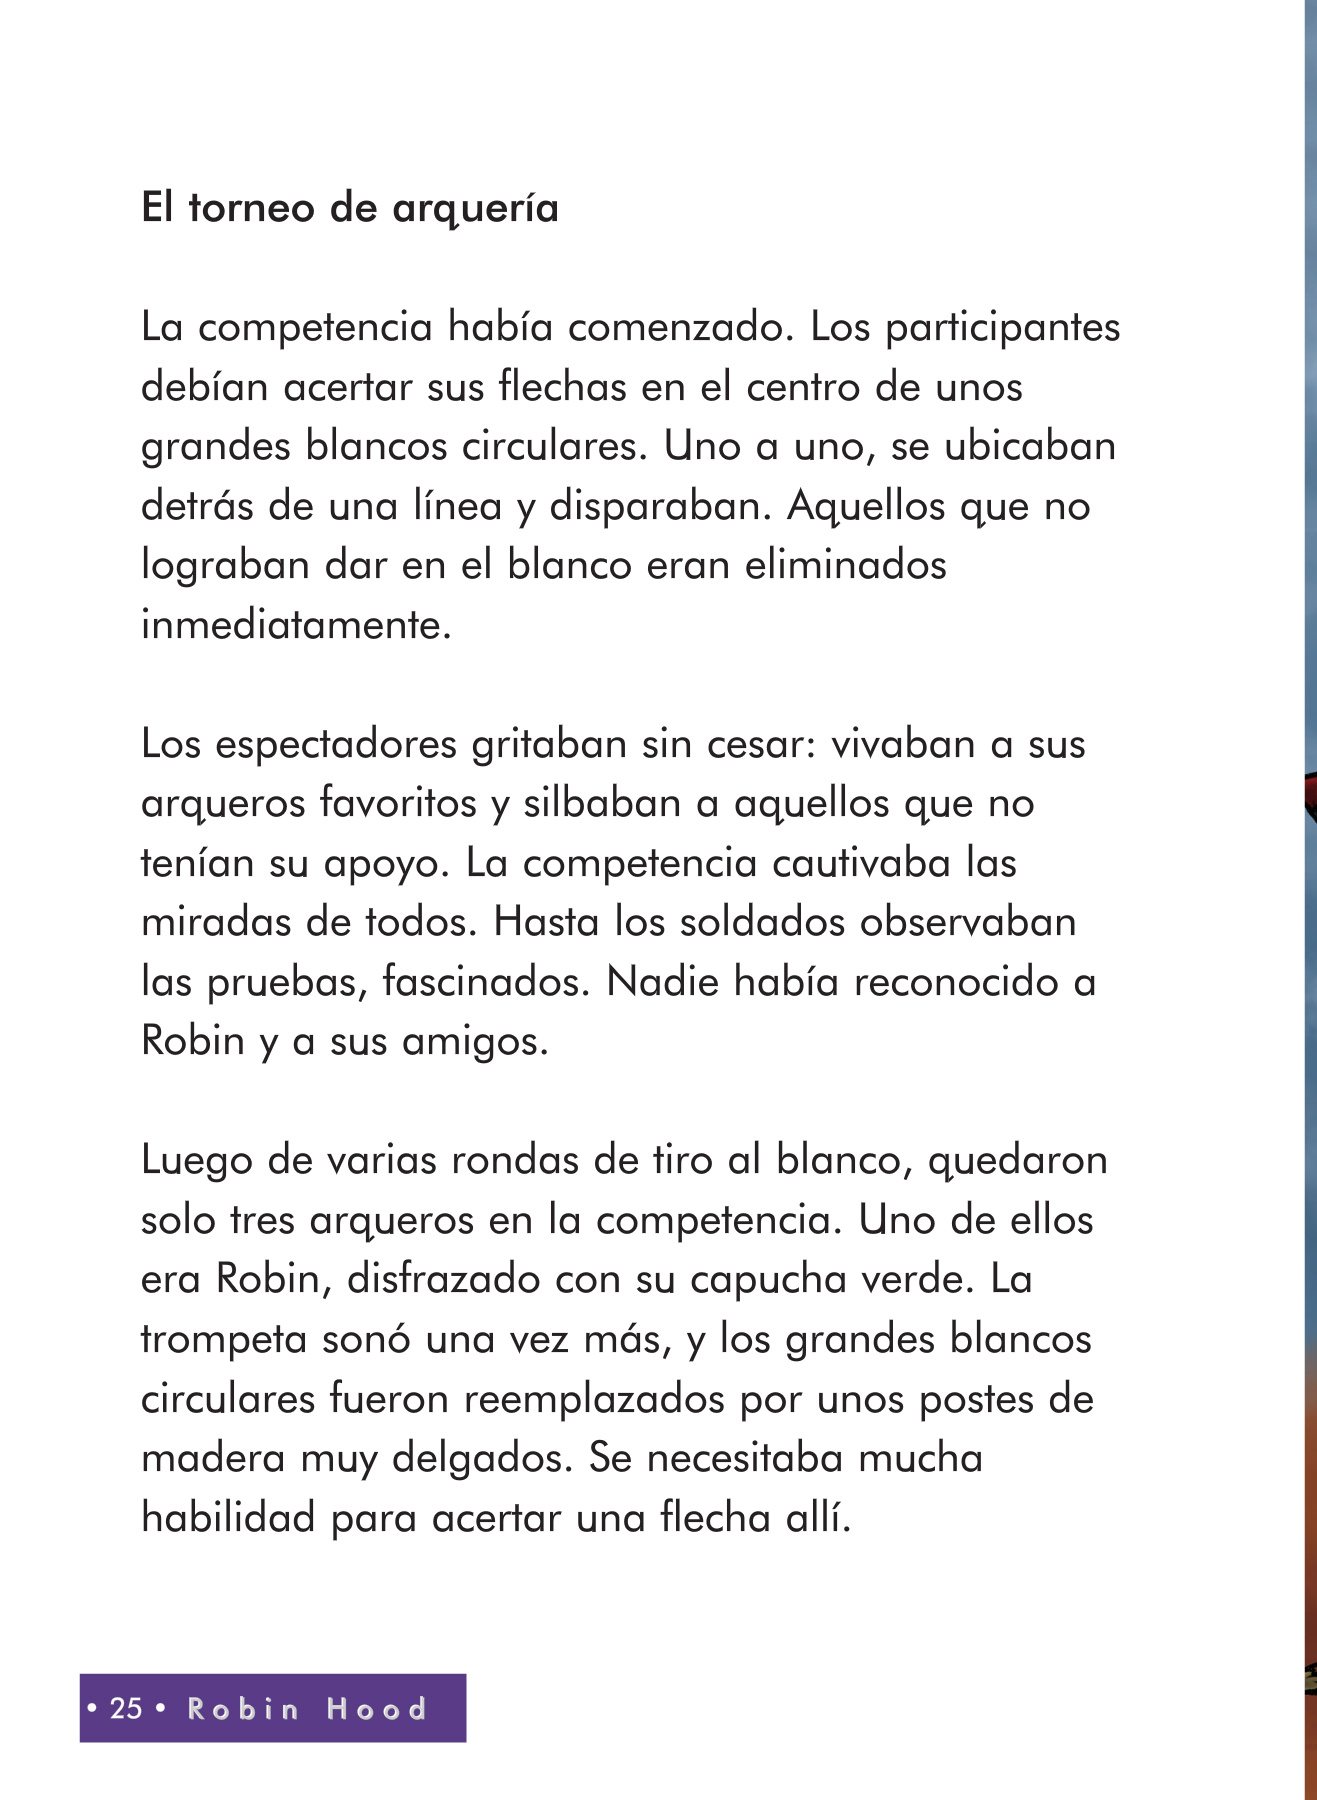 El torneo de arquería
La competencia había comenzado. Los participantes
debían acertar sus flechas en el centro de unos
grandes blancos circulares. Uno a uno, se ubicaban
detrás de una línea y disparaban. Aquellos que no
lograban dar en el blanco eran eliminados
inmediatamente.
Los espectadores gritaban sin cesar: vivaban a sus
arqueros favoritos y silbaban a aquellos que no
tenían su apoyo. La competencia cautivaba las
miradas de todos. Hasta los soldados observaban
las pruebas, fascinados. Nadie había reconocido a
Robin y a sus amigos.
Luego de varias rondas de tiro al blanco, quedaron
solo tres arqueros en la competencia. Uno de ellos
era Robin, disfrazado con su capucha verde. La
trompeta sonó una vez más, y los grandes blancos
circulares fueron reemplazados por unos postes de
madera muy delgados. Se necesitaba mucha
habilidad para acertar una flecha allí.
• 25 • Robin Hood